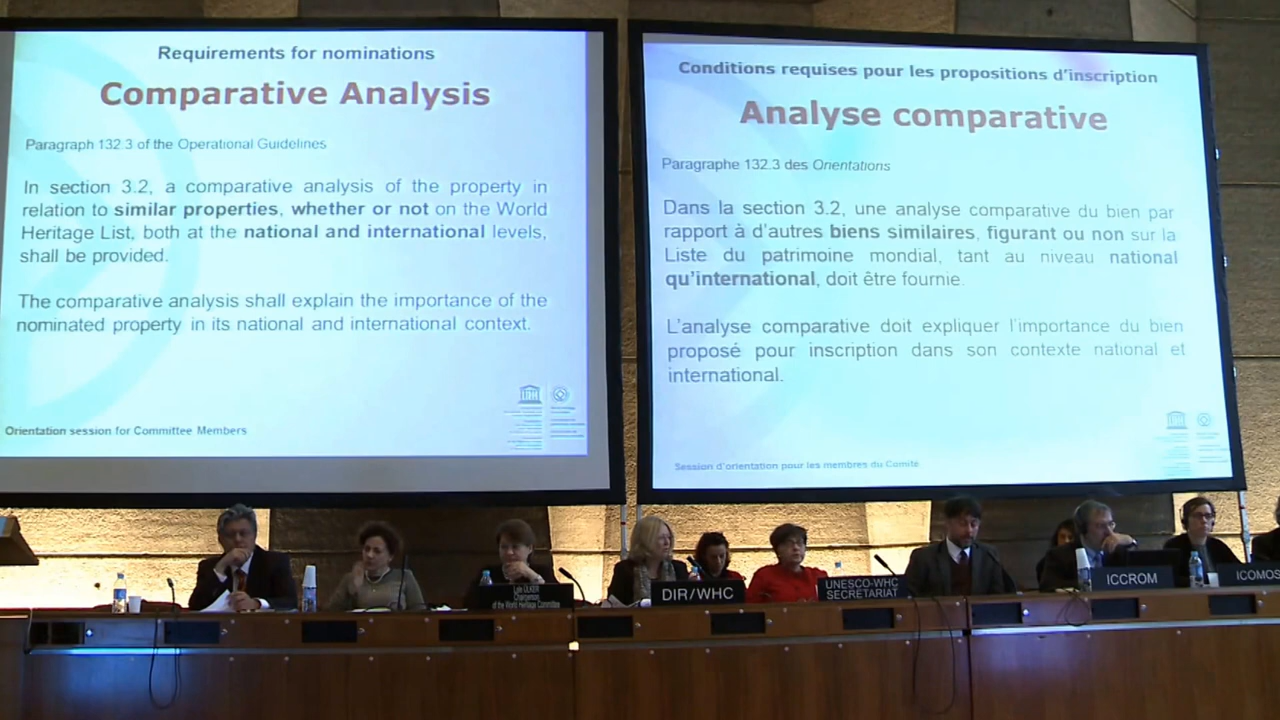 Requirements for nominations
Comparative Analysis
Paragraph 132.3 of the Operational Guidelines
In section 3.2, a comparative analysis of the property in
relation to similar properties, whether or not on the World
Heritage List, both at the national and international levels,
shall be provided.
The comparative analysis shall explain the importance of the
nominated property in its national and international context.
Orientation session for Committee Members
Conditions requises pour les propositions d'inscription
Analyse comparative
Paragraphe 132.3 des Orientations
Dans la section 3.2, une analyse comparative du bien par
rapport à d'autres biens similaires, figurant ou non sur la
Liste du patrimoine mondial, tant au niveau national
qu'international, doit être fournie.
L'analyse comparative doit expliquer l'importance du bien
proposé pour inscription dans son contexte national et
international.
Session d'orientation pour les membres du Comité
Chairperson
of the World Heritage Committee
DIR/WHC
UNESCO-WHC
SECRETARIAT
ICCROM
ICOMOS